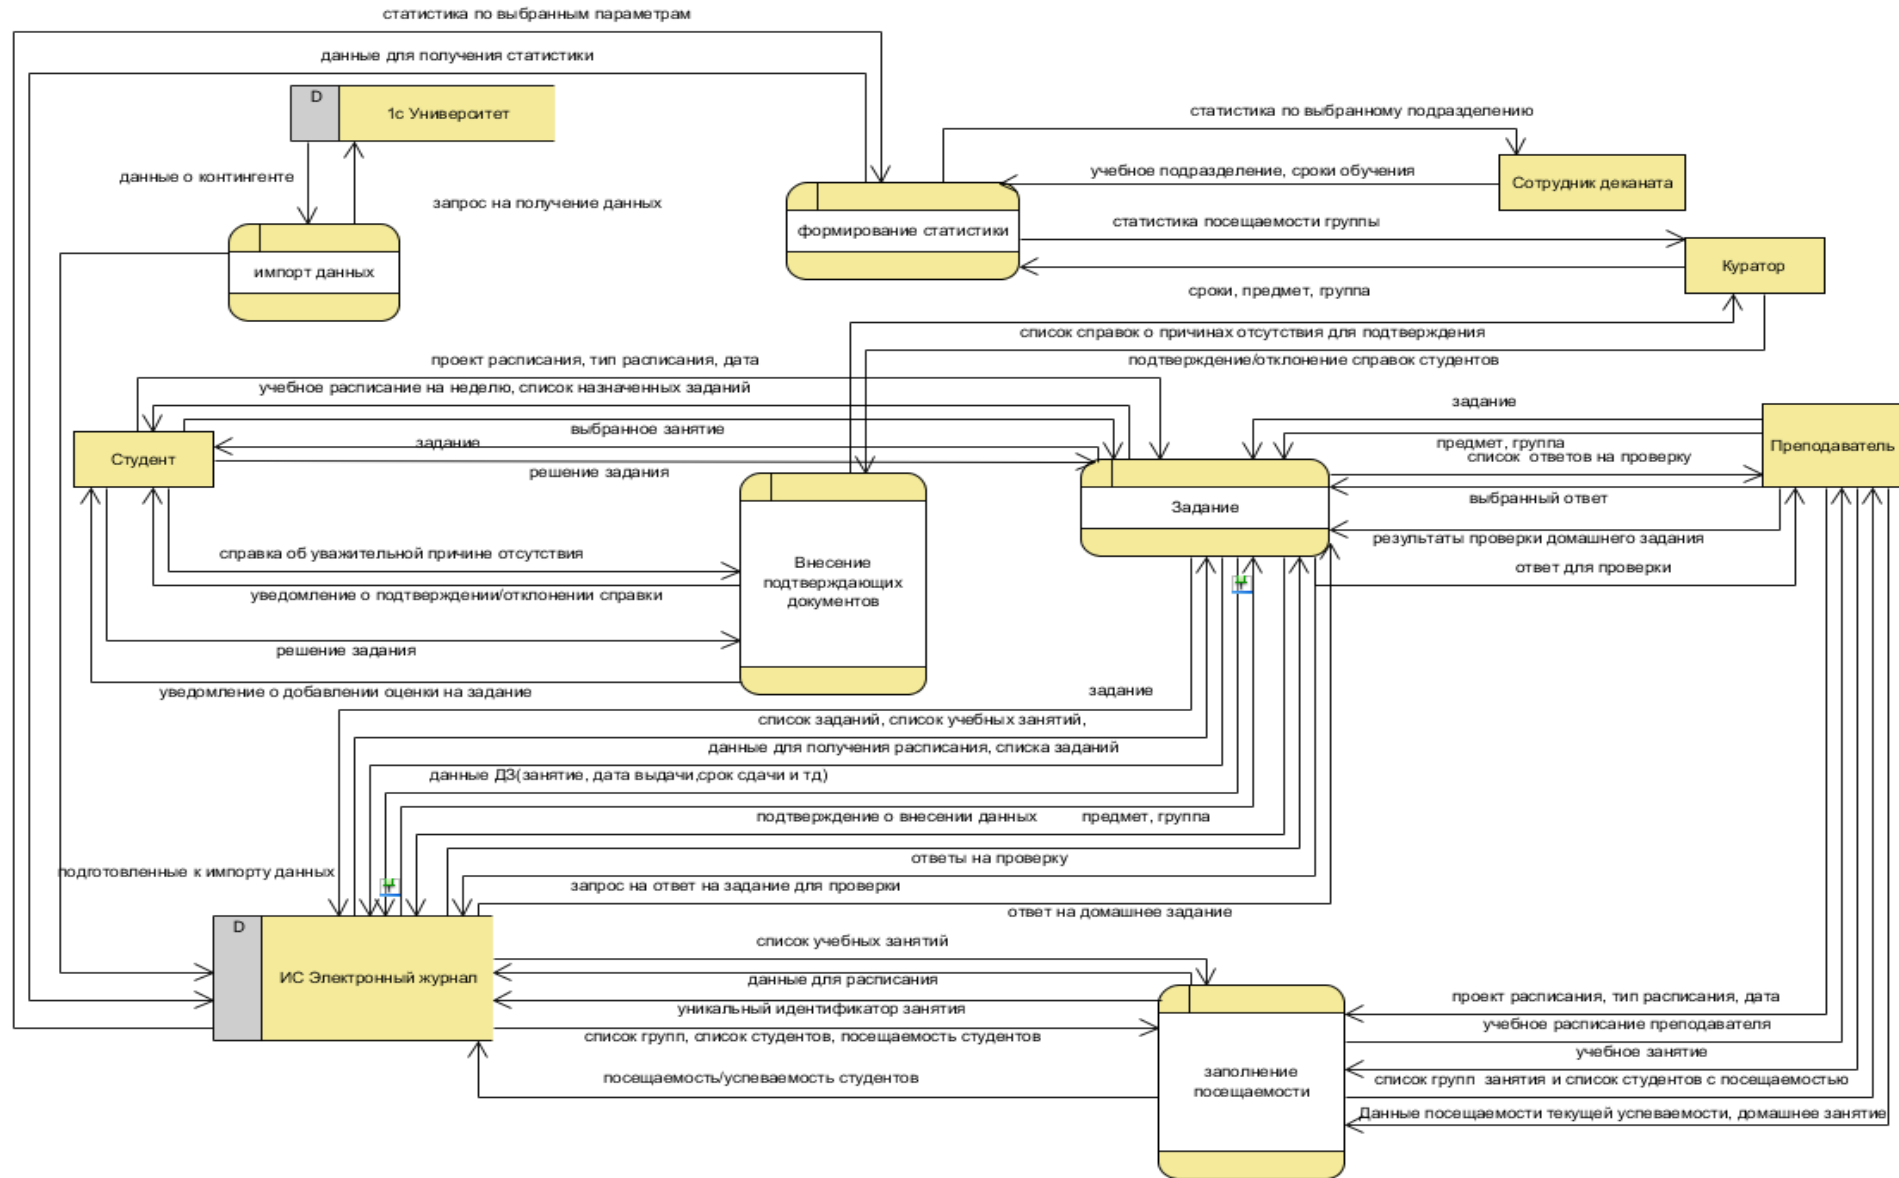 статистика по выбранным параметрам
данные для получения статистики
D
1с Университет
статистика по выбранному подразделению
данные о контингенте
учебное подразделение, сроки обучения
Сотрудник деканата
запрос на получение данных
статистика посещаемости группы
формирование статистики
импорт данных
Куратор
сроки, предмет, группа
список справок о причинах отсутствия для подтверждения
проект расписания, тип расписания, дата
подтверждение/отклонение справок студентов
учебное расписание на неделю, список назначенных заданий
задание
выбранное занятие
задание
предмет, группа
Преподаватель
Студент
список ответов на проверку
решение задания
выбранный ответ
Задание
результаты проверки домашнего задания
справка об уважительной причине отсутствия
Внесение
подтверждающих
документов
ответ для проверки
уведомление о подтверждении/отклонении справки
решение задания
уведомление о добавлении оценки на задание
задание
список заданий, список учебных занятий,
данные для получения расписания, списка заданий
данные ДЗ(занятие, дата выдачи,срок сдачи и тд)
подтверждение о внесении данных
предмет, группа
ответы на проверку
подготовленные к импорту данных
запрос на ответ на задание для проверки
ответ на домашнее задание
D
ИС Электронный журнал
список учебных занятий
данные для расписания
уникальный идентификатор занятия
проект расписания, тип расписания, дата
учебное расписание преподавателя
список групп, список студентов, посещаемость студентов
учебное занятие
посещаемость/успеваемость студентов
заполнение
посещаемости
список групп занятия и список студентов с посещаемостью
Данные посещаемости текущей успеваемости, домашнее занятие